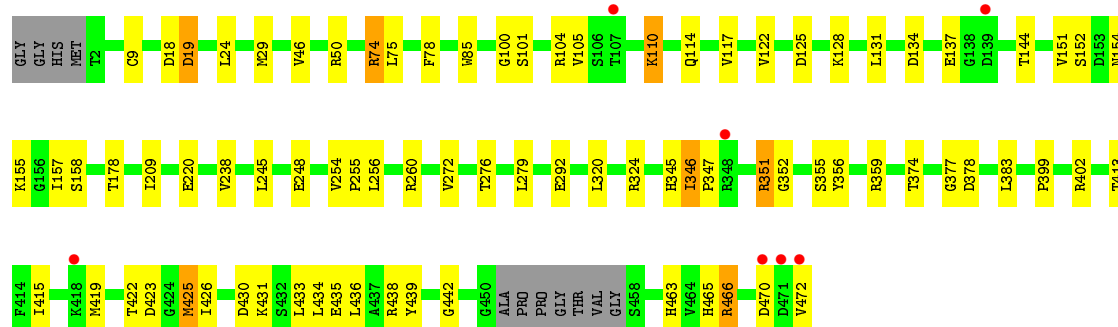 GLY GLY HIS MET T2 C9 D18 D19 L24 M29 V46 R50 R74 L75 F78 W85 G100 S101 R104 V105 S106 T107 K110 Q114 V117 V122 D125 K128 L131 D134 E137 G138 D139 T144 V151 S152 D153 N154
K155 G156 I157 S158 T178 I209 E220 V238 L245 E248 V254 P255 L256 R260 V272 T276 L279 E292 L320 R324 H345 I346 P347 R348 R351 G352 S355 Y356 R359 T374 G377 D378 L383 P399 R402 T413
F414 I415 K418 M419 T422 D423 G424 M425 I426 D430 K431 S432 L433 L434 E435 L436 A437 R438 Y439 G442 G450 ALA PRO PRO GLY THR VAL GLY S458 H463 V464 H465 R466 D470 D471 V472